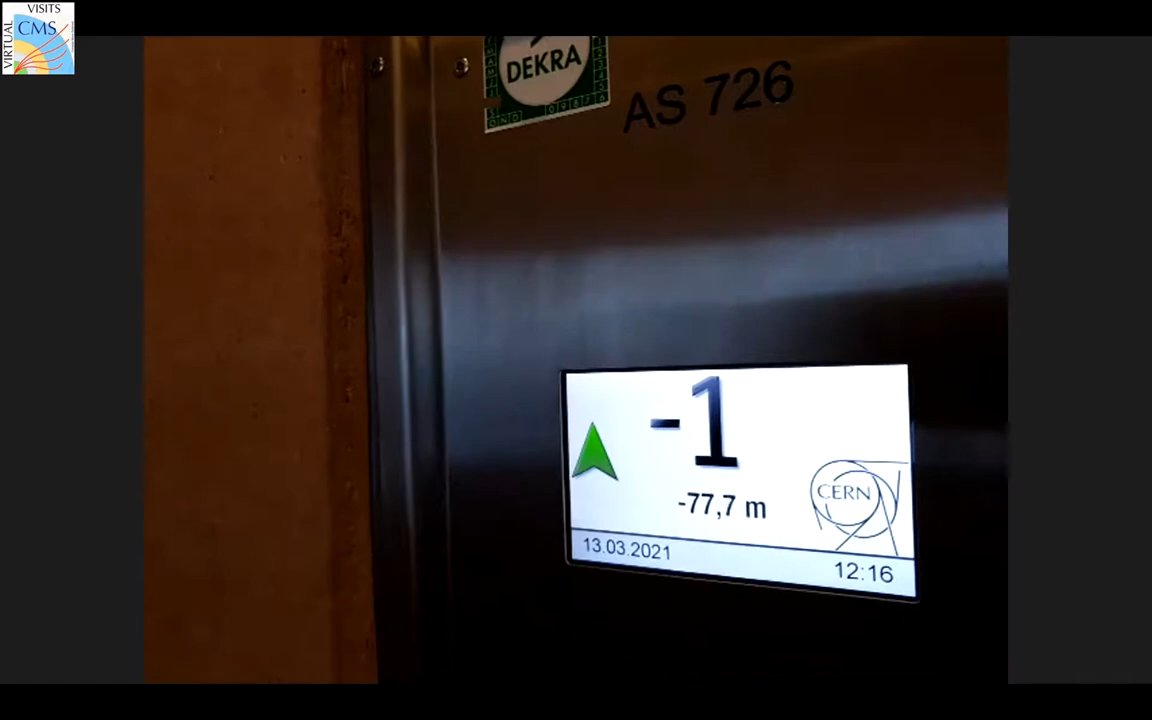 VISITS
VIRTUAL
CMS
DEKRA
AS 726
-1
-77,7 m
CERN
13.03.2021
12:16